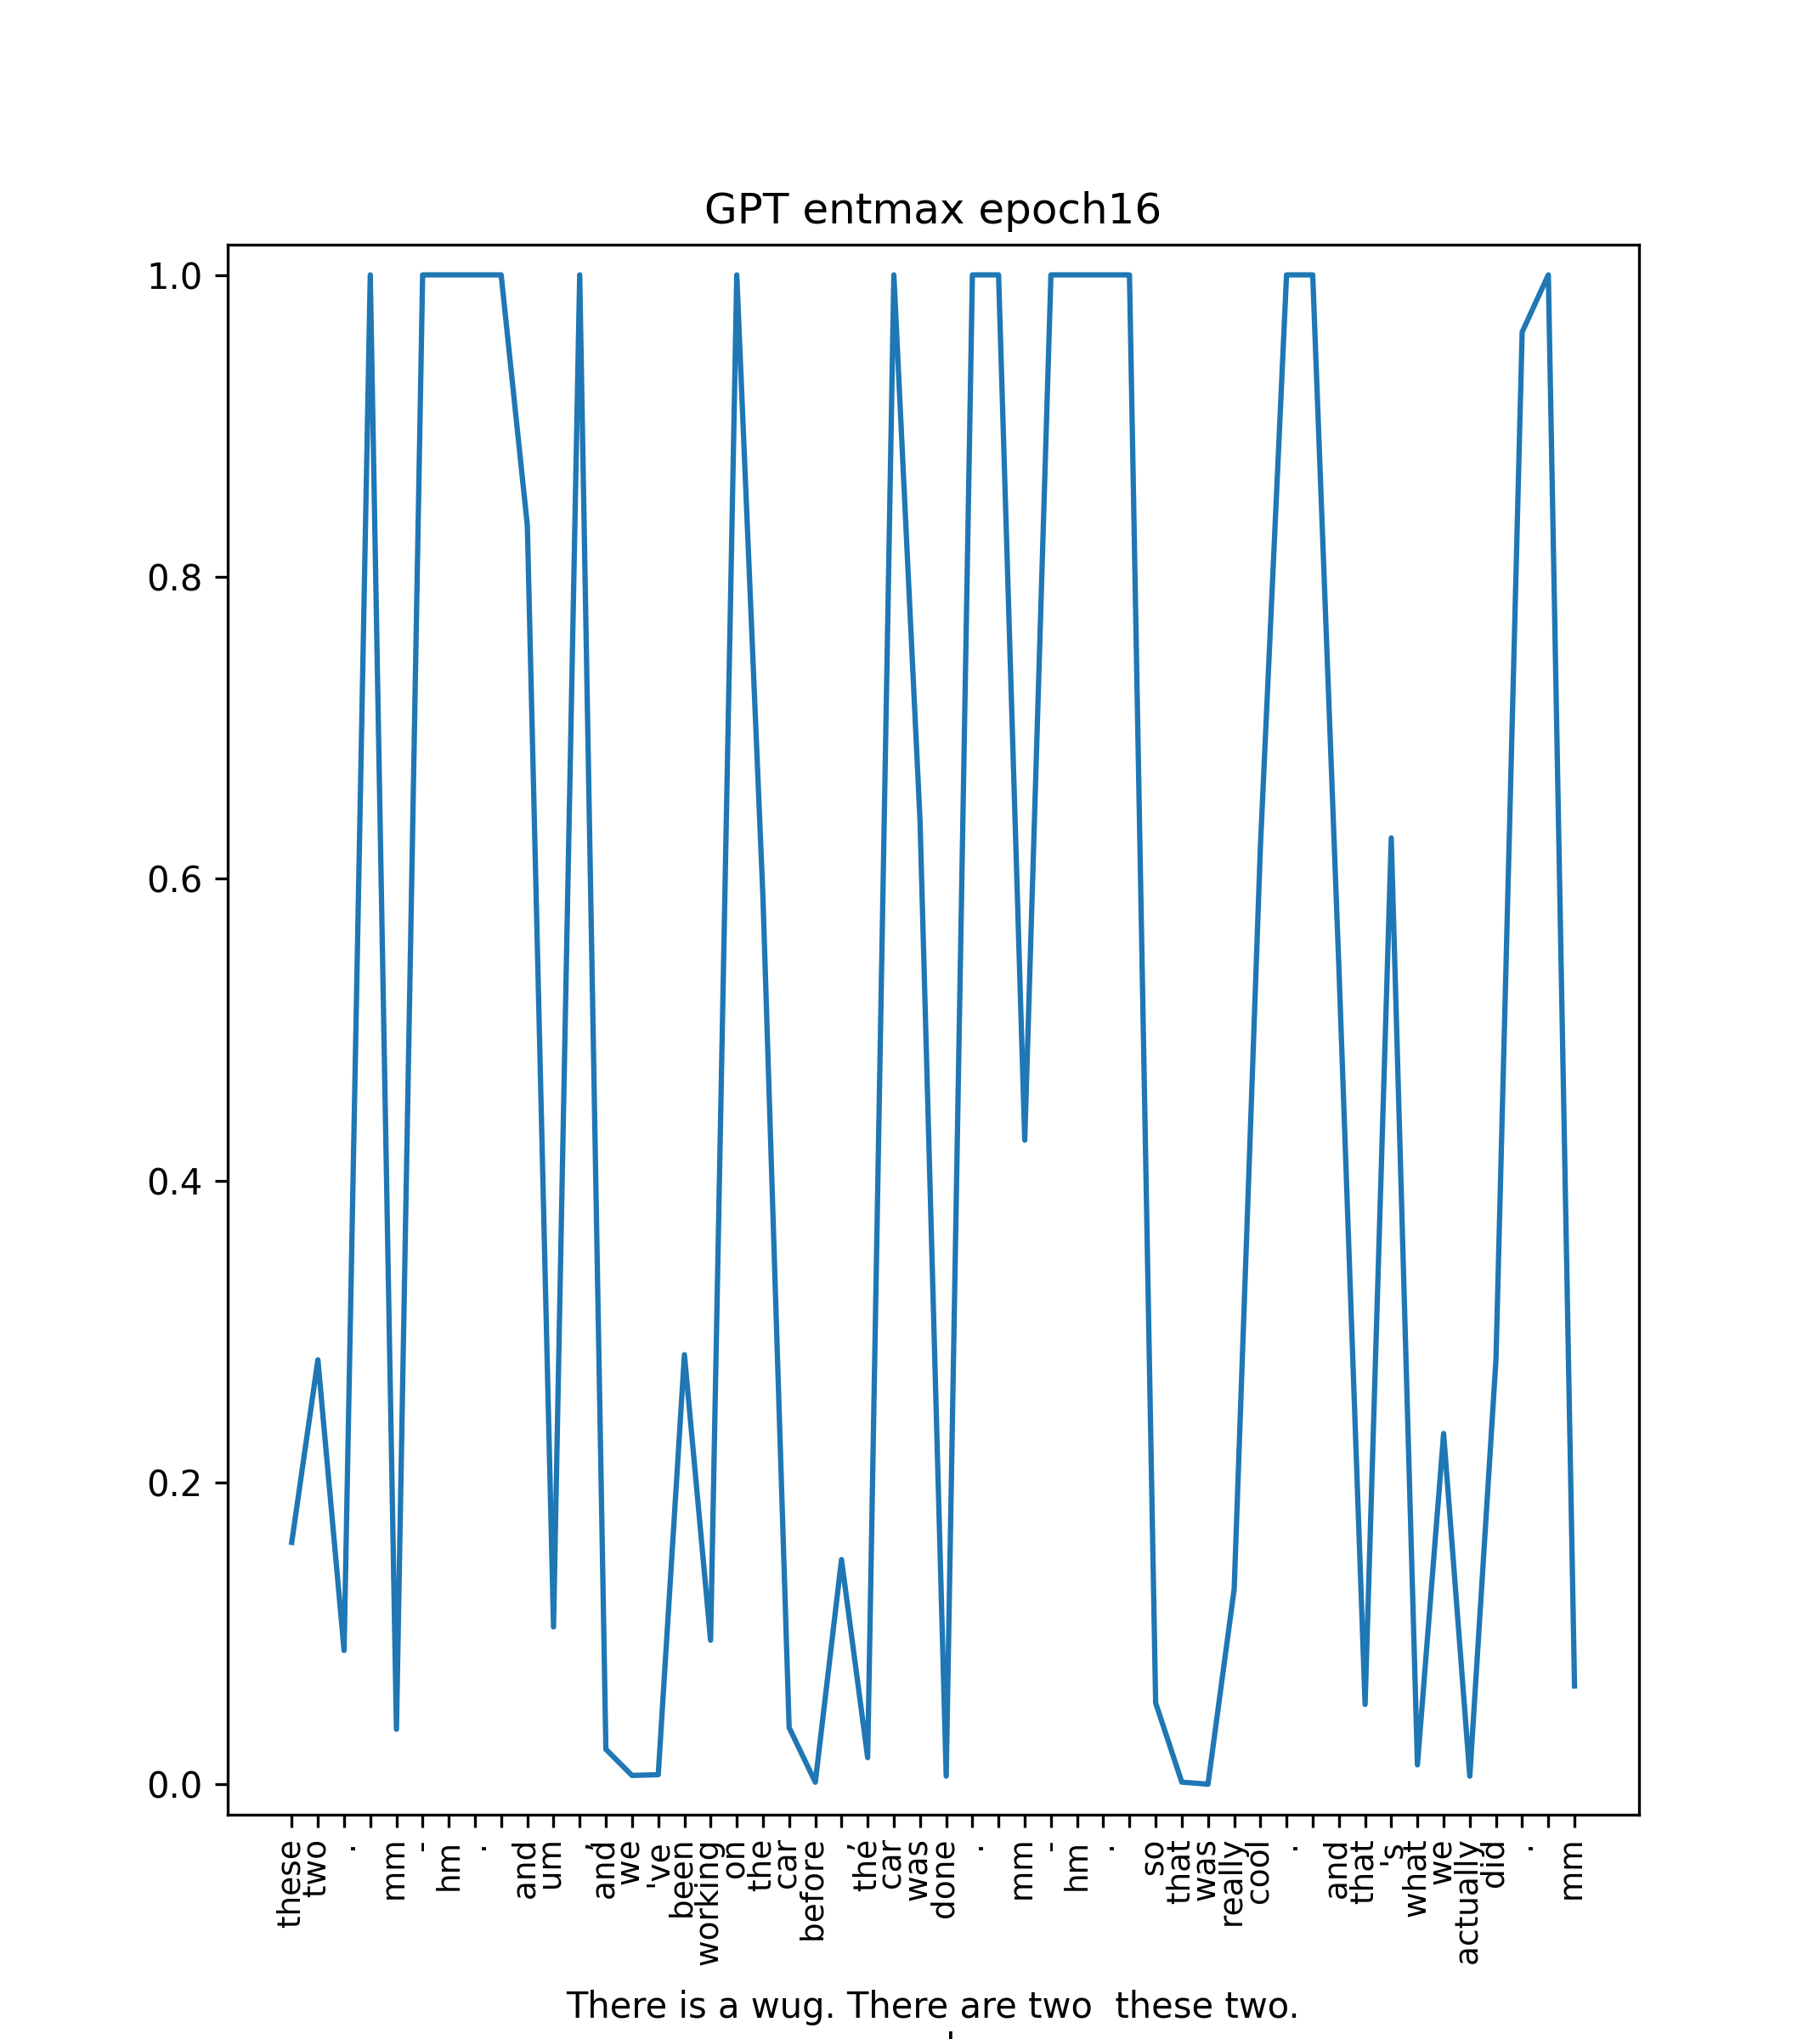 GPT entmax epoch16
1.0
0.8
0.6
0.4
0.2
0.0
these
two
.
mm
-
hm
.
and
um
,
and
we
've
been
working
on
the
car
before
,
the
car
was
done
.
mm
-
hm
.
so
that
was
really
cool
.
and
that
's
what
we
actually
did
.
mm
There is a wug. There are two  these two.